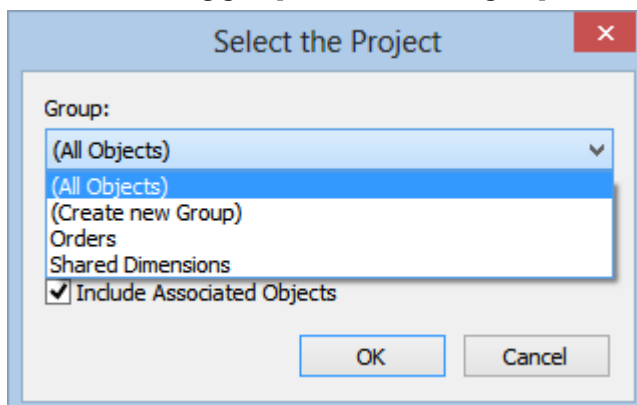 Select the Project
Group:
(All Objects)
(All Objects)
(Create new Group)
Orders
Shared Dimensions
Include Associated Objects
OK Cancel